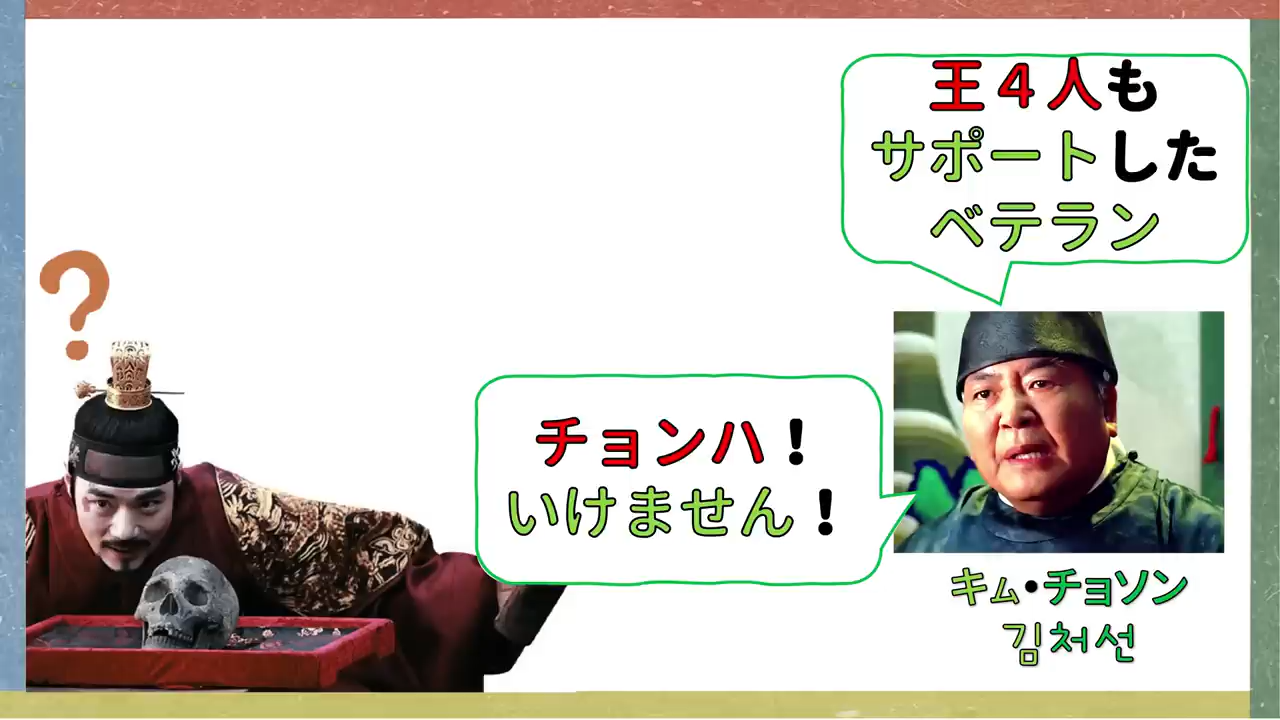 王４人も
サポートした
ベテラン
?
チョンハ！
いけません！
キム・チョソン
김처선